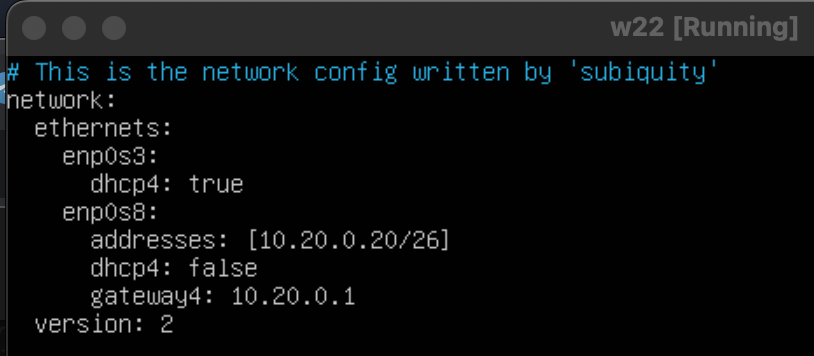 w22 [Running]
# This is the network config written by 'subiquity'
network:
  ethernets:
    enp0s3:
      dhcp4: true
    enp0s8:
      addresses: [10.20.0.20/26]
      dhcp4: false
      gateway4: 10.20.0.1
  version: 2